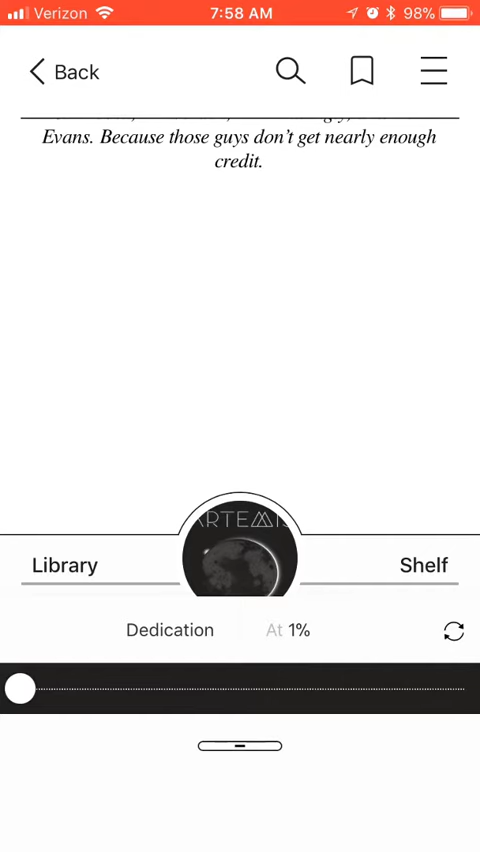 Verizon 7:58 AM 98%
Back
Evans. Because those guys don't get nearly enough
credit.
ARTEMIS
Library Shelf
Dedication At 1%